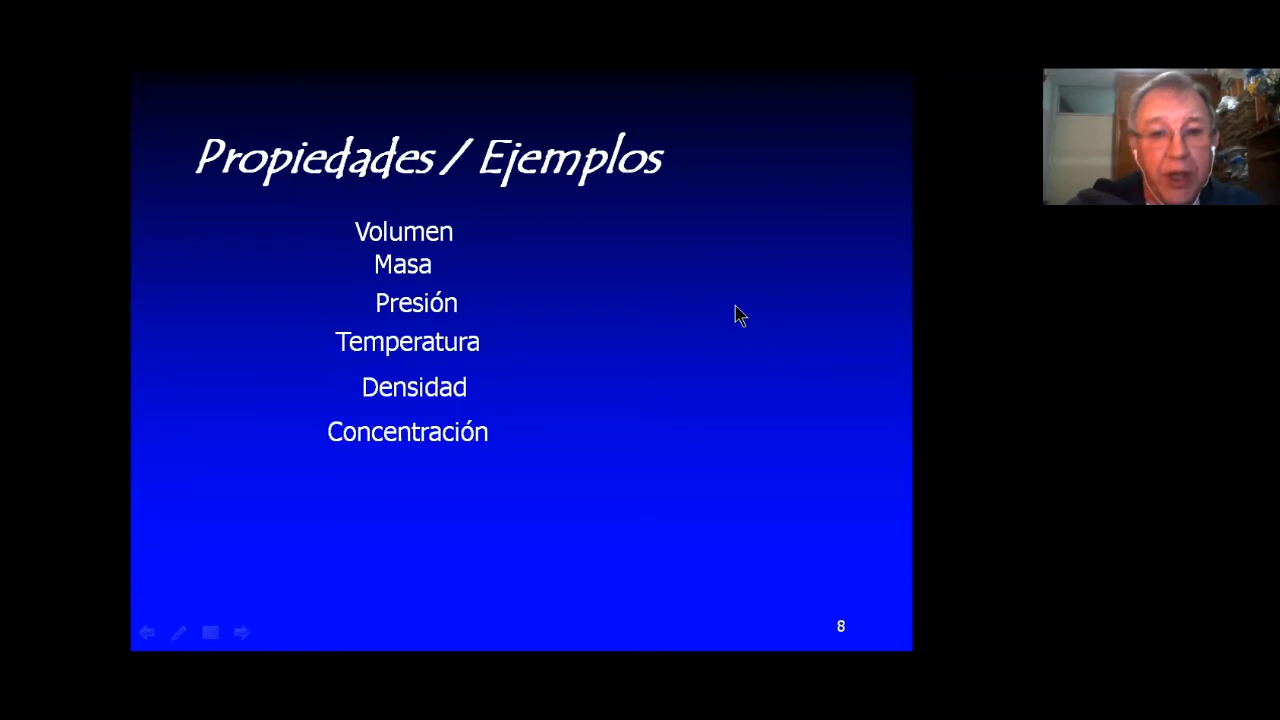 Propiedades / Ejemplos
Volumen
Masa
Presión
Temperatura
Densidad
Concentración
8